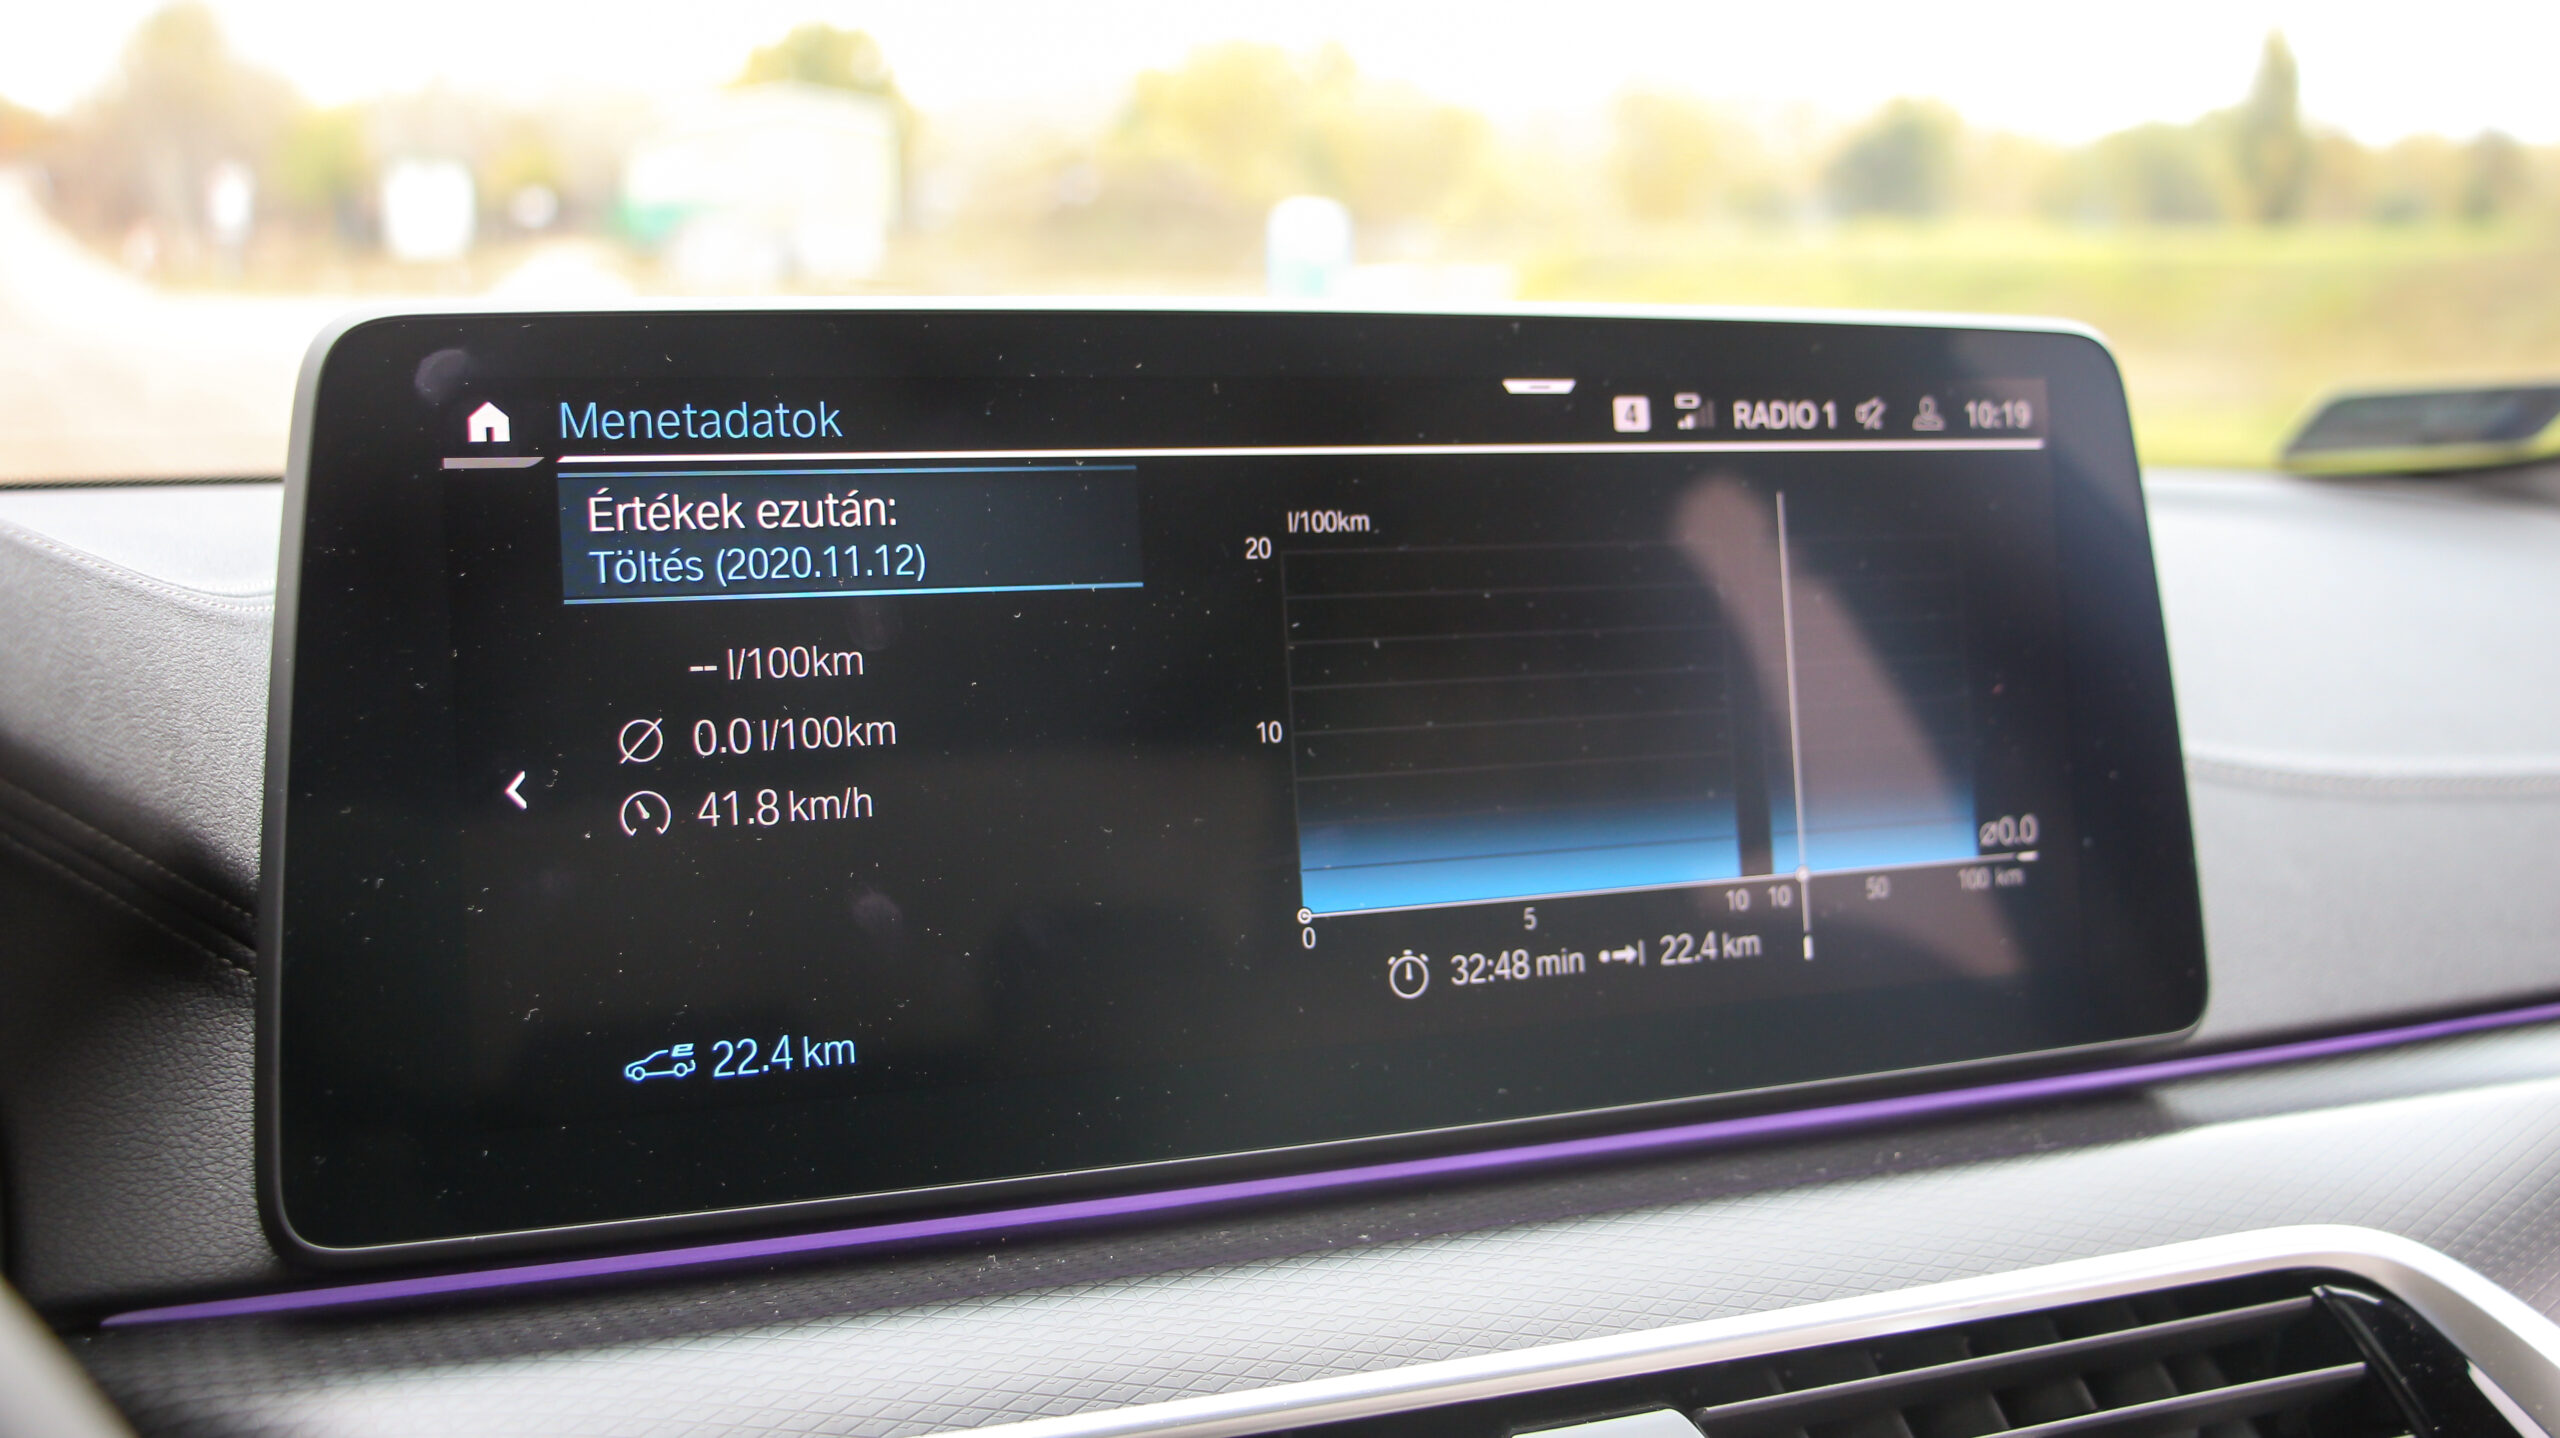 Menetadatok
4 RADIO 1 10:19
Értékek ezután:
Töltés (2020.11.12)
-- l/100km
Ø 0.0 l/100km
41.8 km/h
22.4 km
l/100km
20
10
Ø0.0
0 5 10 10 50 100 km
32:48 min 22.4 km